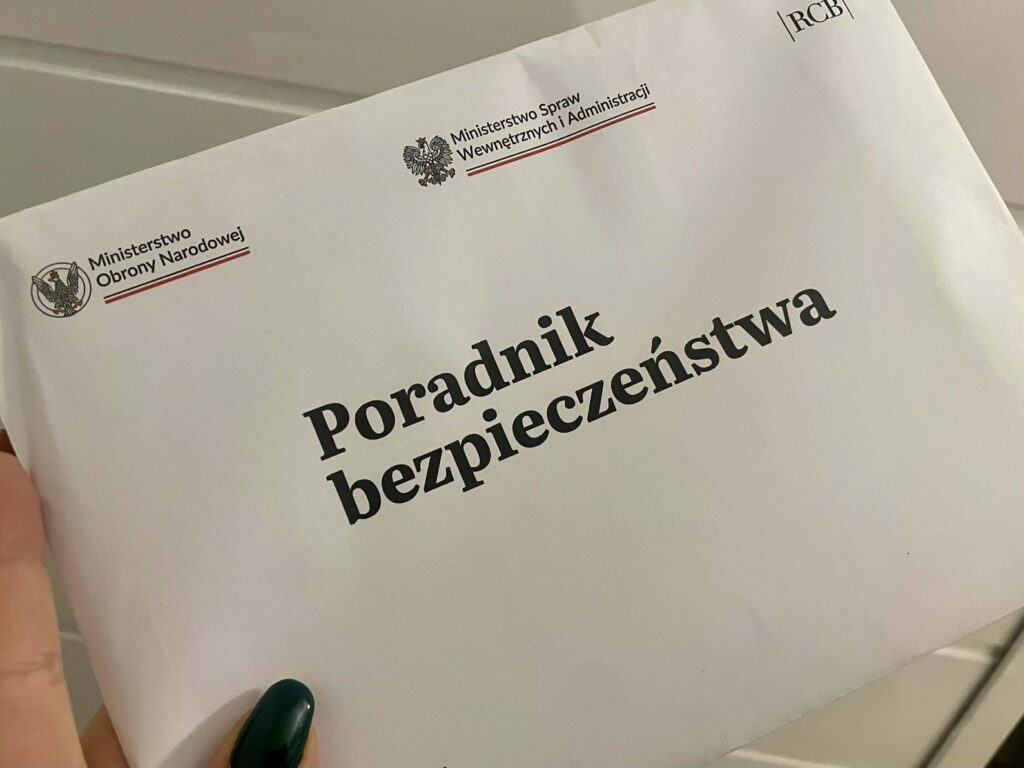 |RCB|
Ministerstwo Spraw
Wewnętrznych i Administracji
Ministerstwo
Obrony Narodowej
Poradnik
bezpieczeństwa